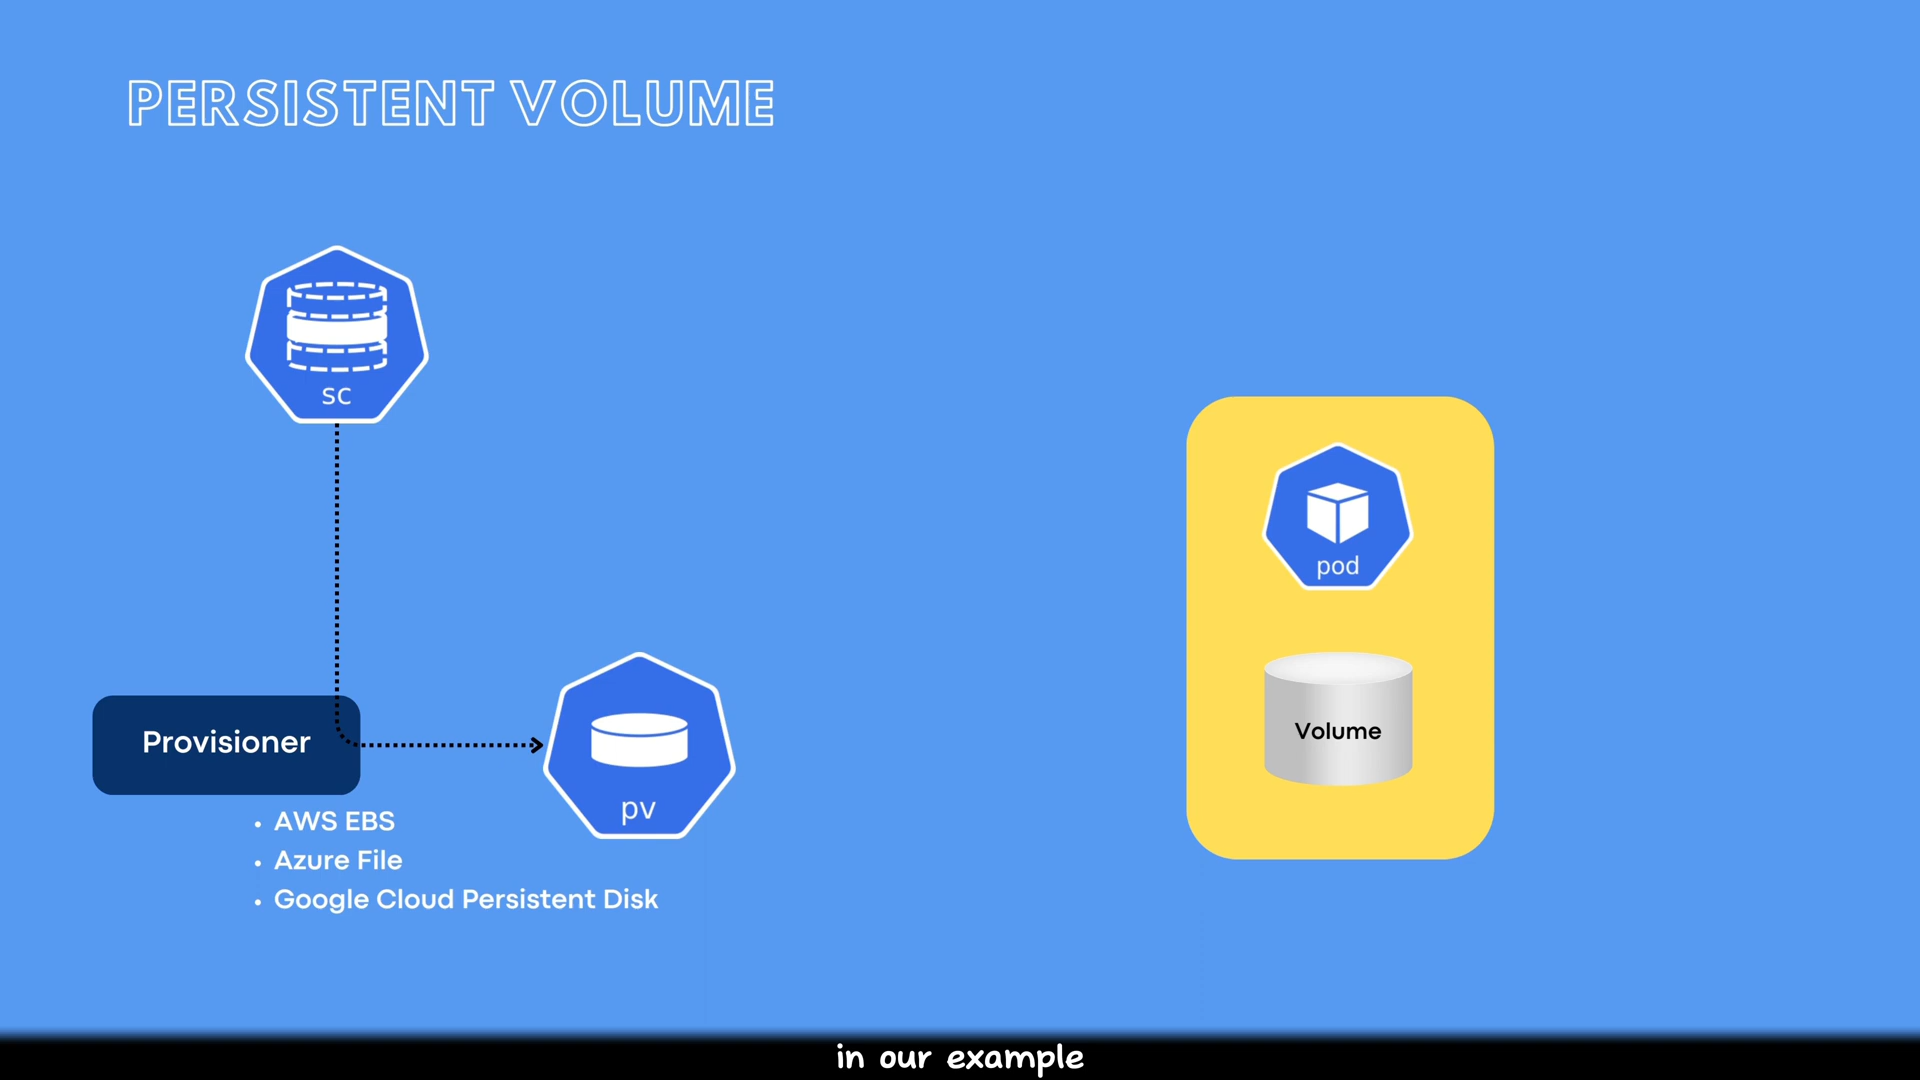 PERSISTENT VOLUME
sc
pod
Volume
Provisioner
pv
• AWS EBS
• Azure File
• Google Cloud Persistent Disk
in our example